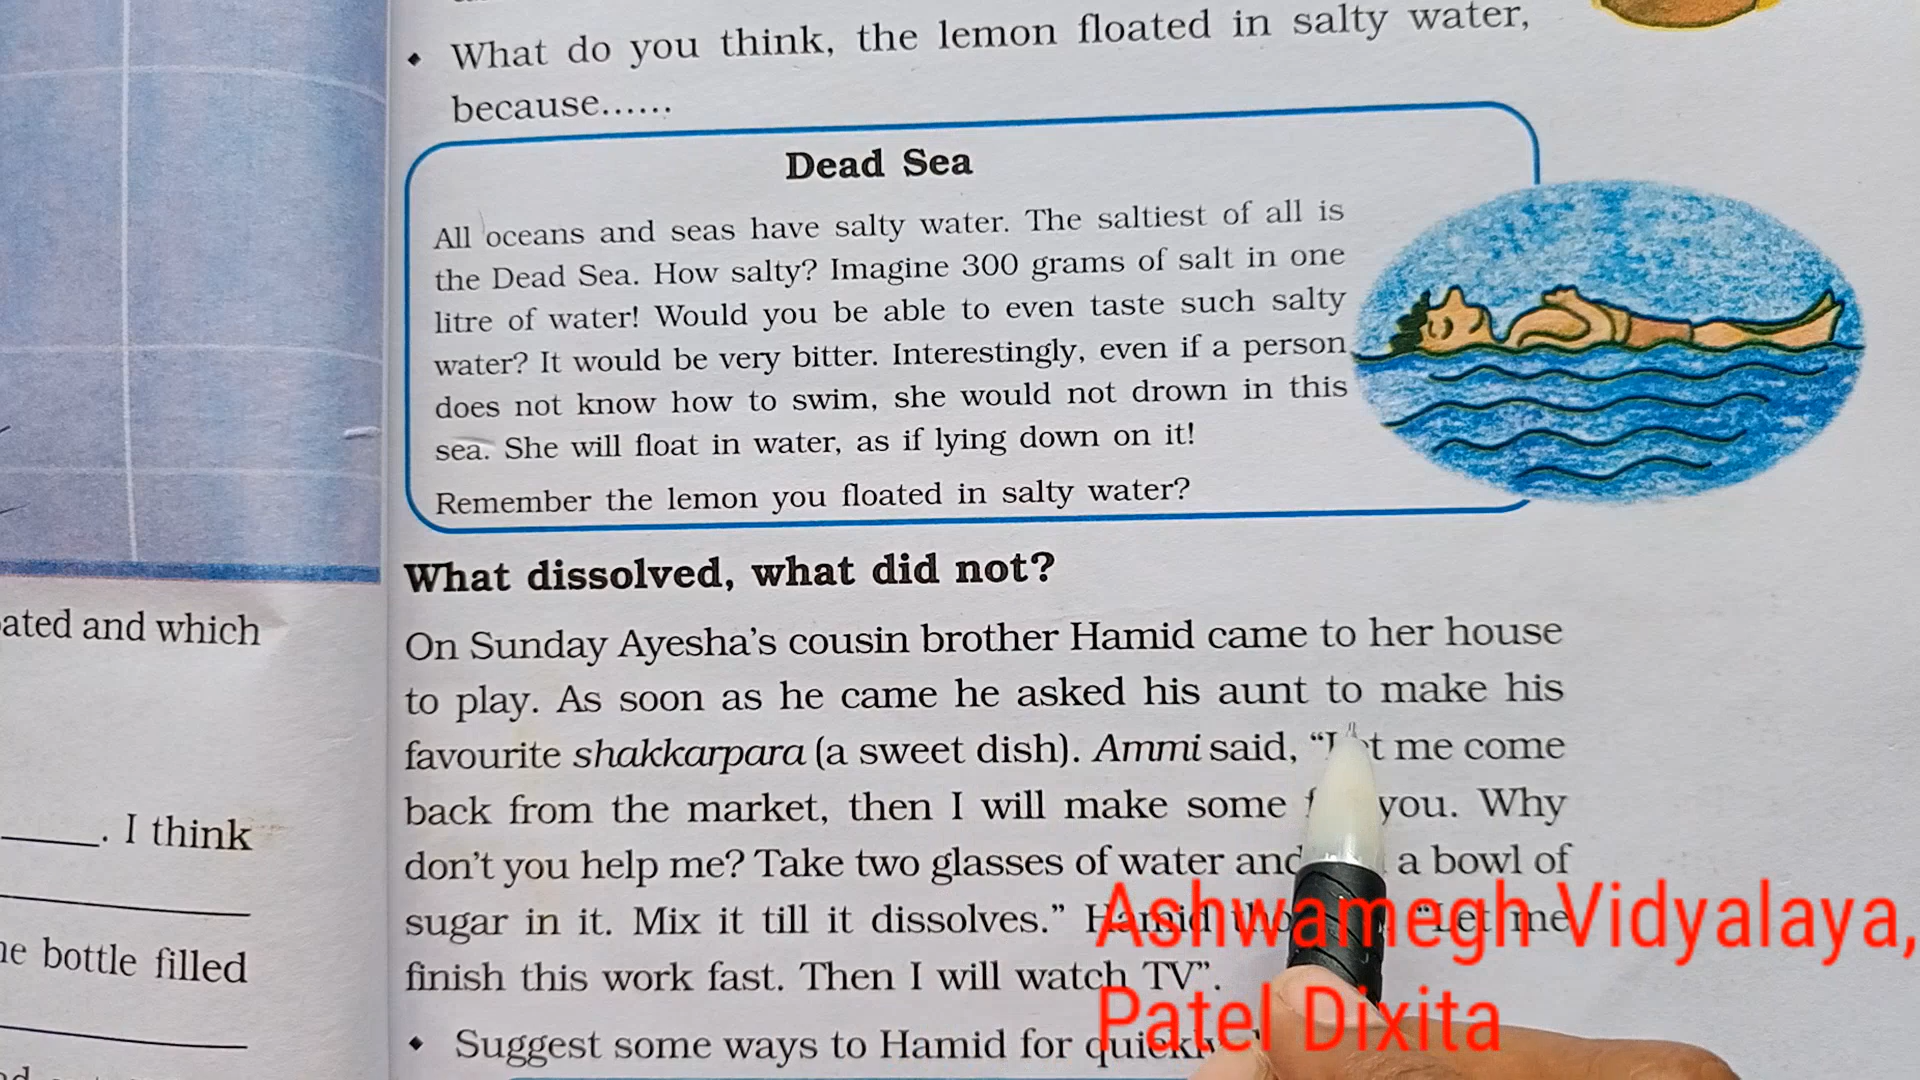 • What do you think, the lemon floated in salty water,
because......
Dead Sea
All oceans and seas have salty water. The saltiest of all is
the Dead Sea. How salty? Imagine 300 grams of salt in one
litre of water! Would you be able to even taste such salty
water? It would be very bitter. Interestingly, even if a person
does not know how to swim, she would not drown in this
sea. She will float in water, as if lying down on it!
Remember the lemon you floated in salty water?
What dissolved, what did not?
On Sunday Ayesha's cousin brother Hamid came to her house
to play. As soon as he came he asked his aunt to make his
favourite shakkarpara (a sweet dish). Ammi said, “Let me come
back from the market, then I will make some you. Why
don't you help me? Take two glasses of water and a bowl of
sugar in it. Mix it till it dissolves.” Hamid “Let me
finish this work fast. Then I will watch TV”.
• Suggest some ways to Hamid for quickly
and which
____. I think
bottle filled
Ashwamegh Vidyalaya,
Patel Dixita